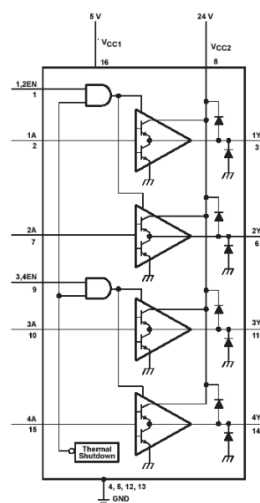 5 V
24 V
VCC1
VCC2
16
8
1,2EN
1
1A
2
1Y
3
2A
7
2Y
6
3,4EN
9
3A
10
3Y
11
4A
15
4Y
14
Thermal
Shutdown
4, 5, 12, 13
GND